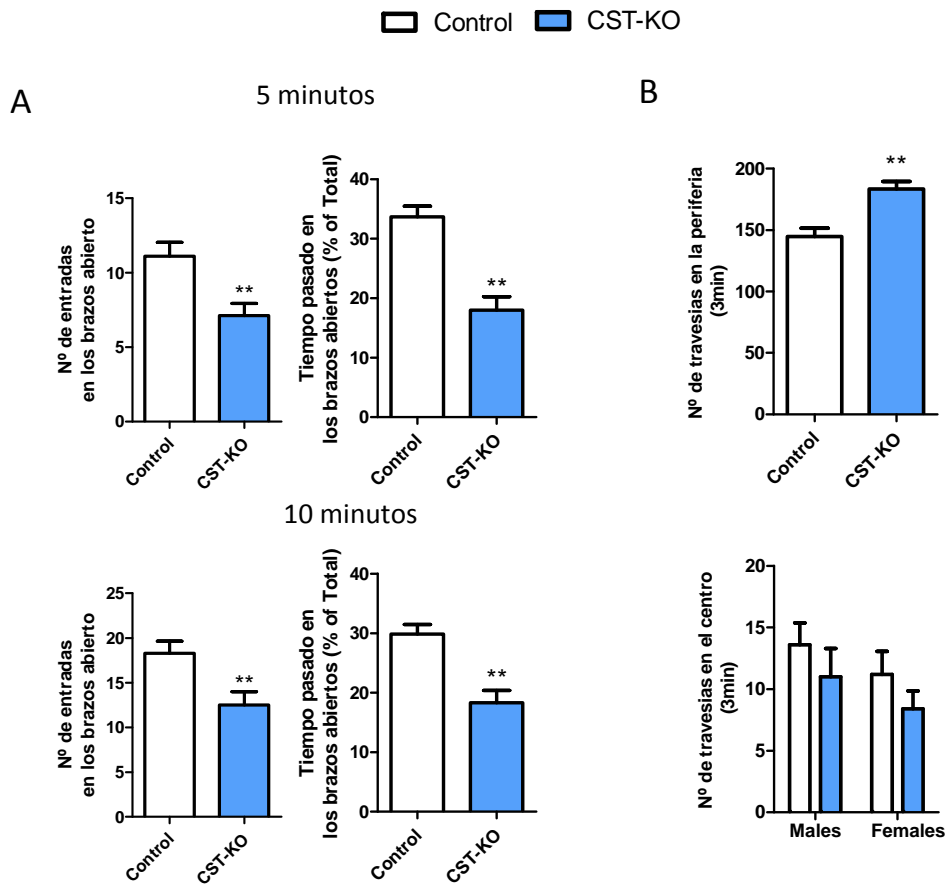 Control CST-KO
A
5 minutos
B
Nº de entradas
en los brazos abierto
15
10
5
0
**
Control
CST-KO
Tiempo pasado en
los brazos abiertos (% of Total)
40
30
20
10
0
**
Control
CST-KO
Nº de travesias en la periferia
(3min)
200
150
100
50
0
**
Control
CST-KO
10 minutos
Nº de entradas
en los brazos abierto
25
20
15
10
5
0
**
Control
CST-KO
Tiempo pasado en
los brazos abiertos (% of Total)
40
30
20
10
0
**
Control
CST-KO
Nº de travesias en el centro
(3min)
20
15
10
5
0
Males Females